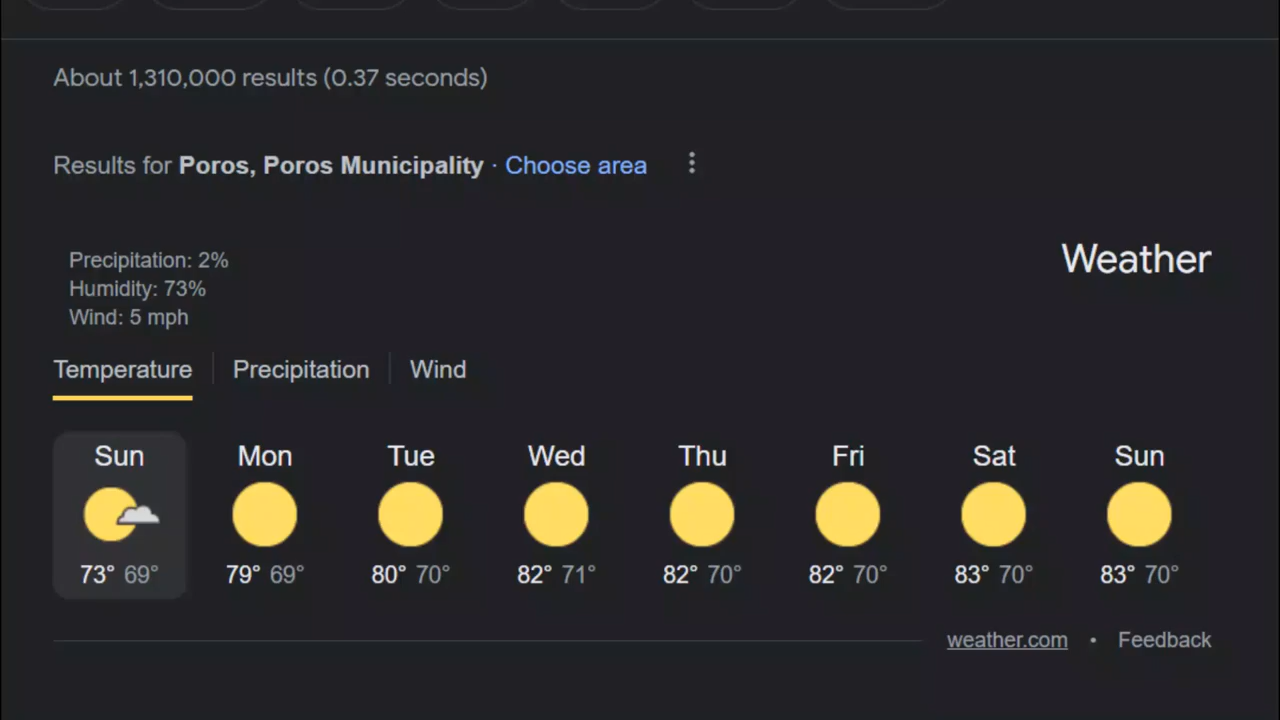 About 1,310,000 results (0.37 seconds)
Results for Poros, Poros Municipality · Choose area
Weather
Precipitation: 2%
Humidity: 73%
Wind: 5 mph
Temperature Precipitation Wind
Sun Mon Tue Wed Thu Fri Sat Sun
73° 69° 79° 69° 80° 70° 82° 71° 82° 70° 82° 70° 83° 70° 83° 70°
weather.com • Feedback